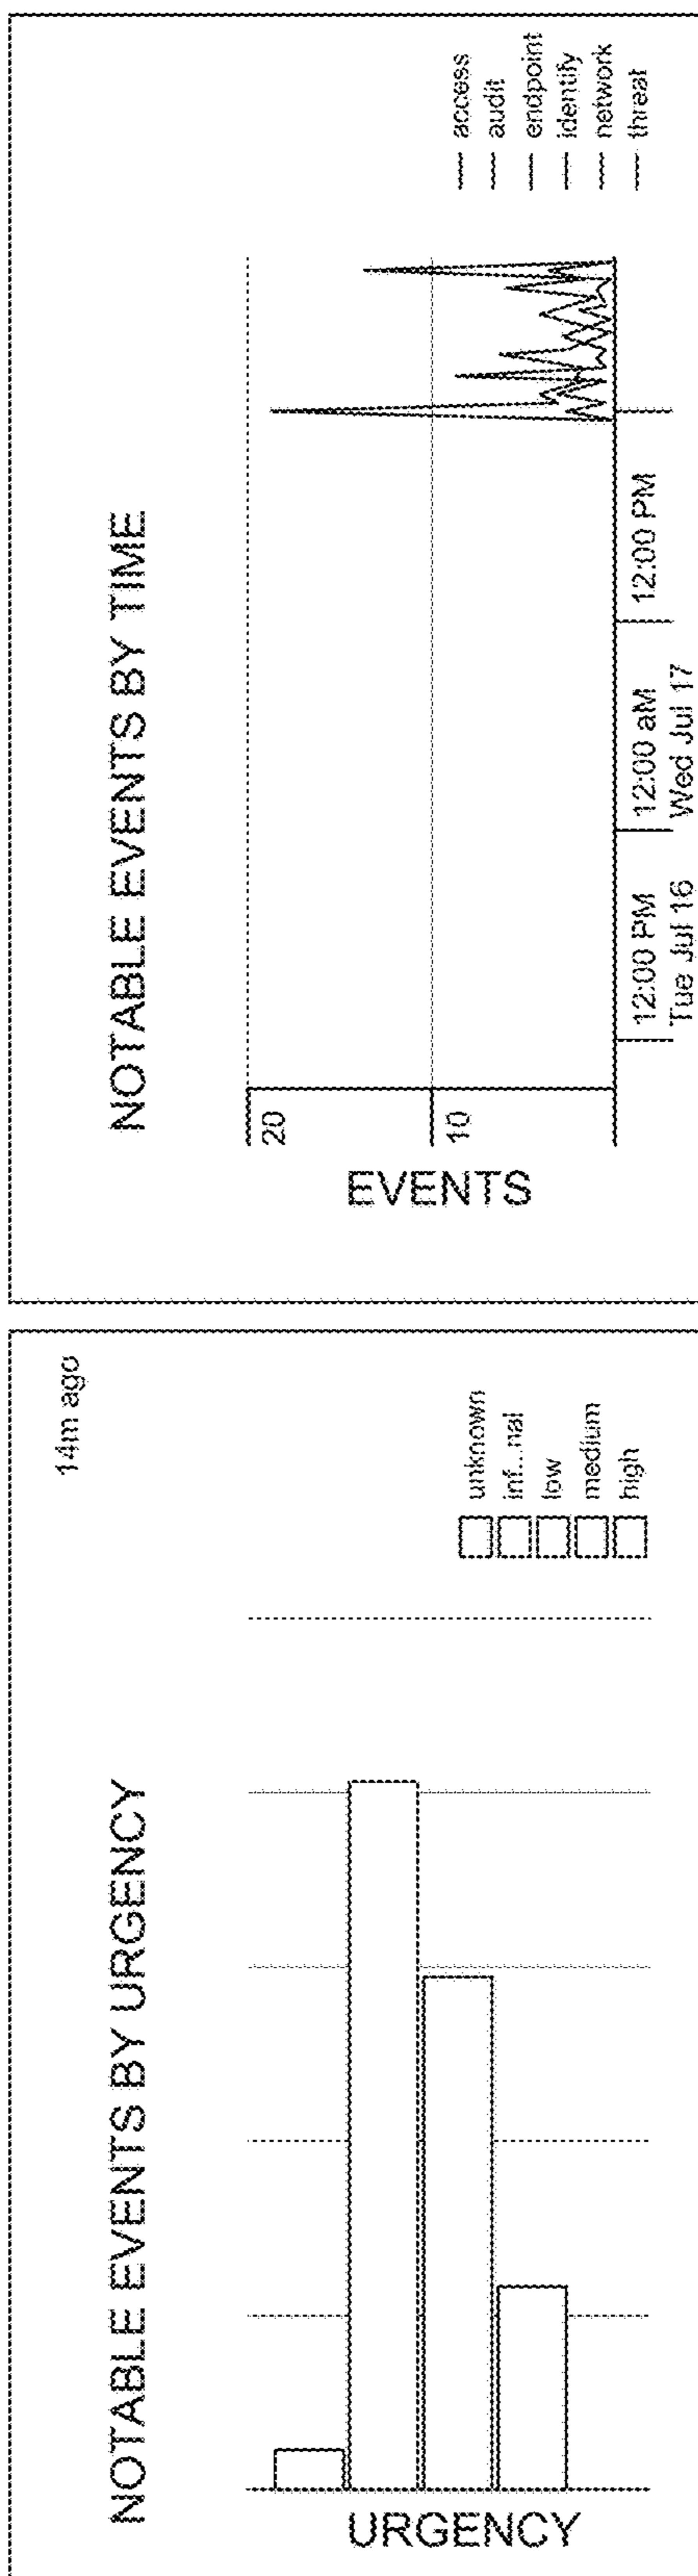 NOTABLE EVENTS BY URGENCY
14m ago
URGENCY
unknown
inf...nal
low
medium
high
NOTABLE EVENTS BY TIME
EVENTS
20
10
12:00 PM
Tue Jul 16
12:00 aM
Wed Jul 17
12:00 PM
access
audit
endpoint
identify
network
threat